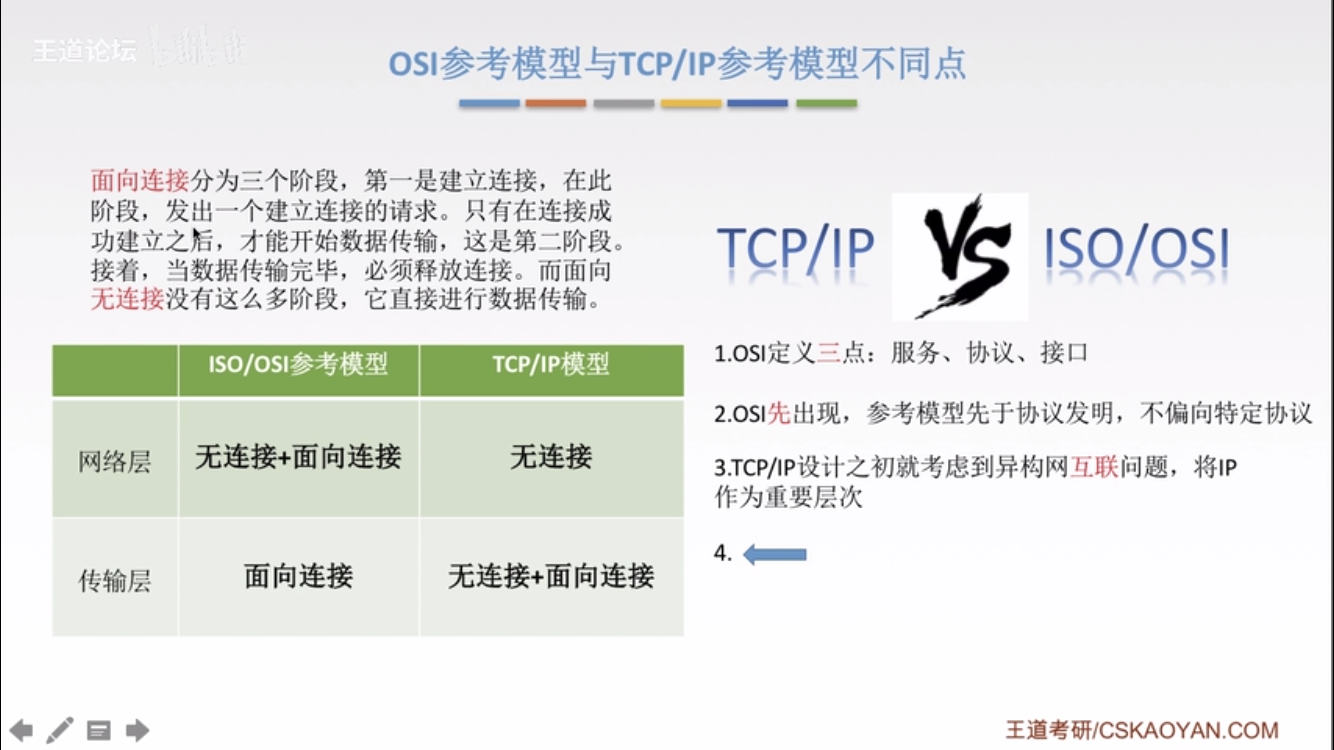 王道论坛
OSI参考模型与TCP/IP参考模型不同点
面向连接分为三个阶段，第一是建立连接，在此
阶段，发出一个建立连接的请求。只有在连接成
功建立之后，才能开始数据传输，这是第二阶段。
接着，当数据传输完毕，必须释放连接。而面向
无连接没有这么多阶段，它直接进行数据传输。
ISO/OSI参考模型 TCP/IP模型
网络层 无连接+面向连接 无连接
传输层 面向连接 无连接+面向连接
TCP/IP VS ISO/OSI
1.OSI定义三点：服务、协议、接口
2.OSI先出现，参考模型先于协议发明，不偏向特定协议
3.TCP/IP设计之初就考虑到异构网互联问题，将IP
作为重要层次
4.
王道考研/CSKAOYAN.COM